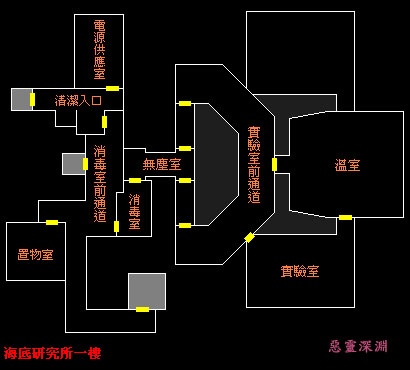 電源供應室
清潔入口
消毒室前通道
無塵室
消毒室
實驗室前通道
溫室
置物室
實驗室
海底研究所一樓
惡靈深淵